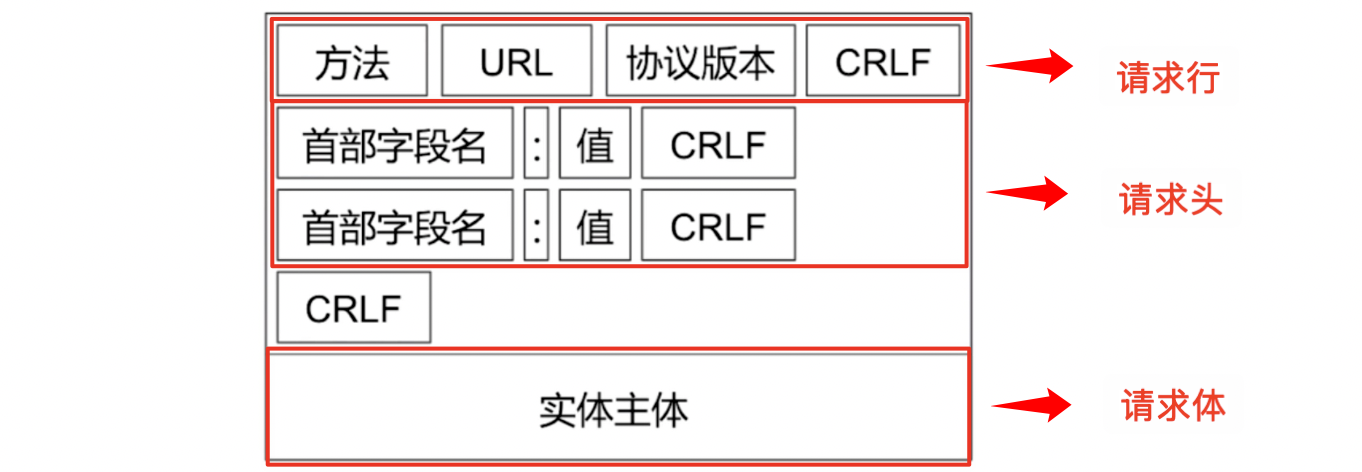 方法 URL 协议版本 CRLF 请求行
首部字段名 : 值 CRLF
首部字段名 : 值 CRLF
请求头
CRLF
实体主体 请求体